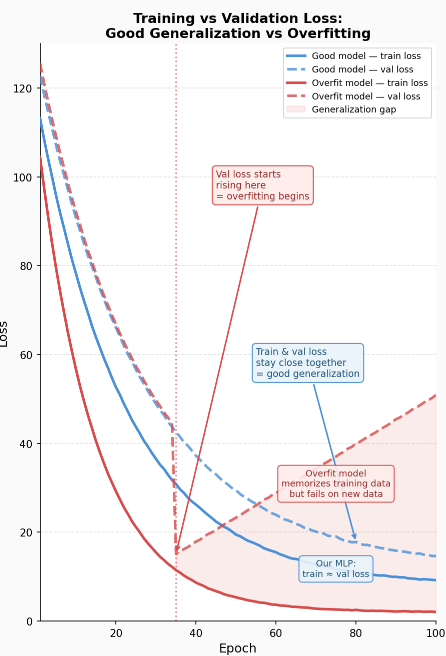 Training vs Validation Loss:
Good Generalization vs Overfitting
Good model — train loss
Good model — val loss
Overfit model — train loss
Overfit model — val loss
Generalization gap
Val loss starts
rising here
= overfitting begins
Train & val loss
stay close together
= good generalization
Overfit model
memorizes training data
but fails on new data
Our MLP:
train ≈ val loss
Loss
120
100
80
60
40
20
0
20
40
60
80
100
Epoch